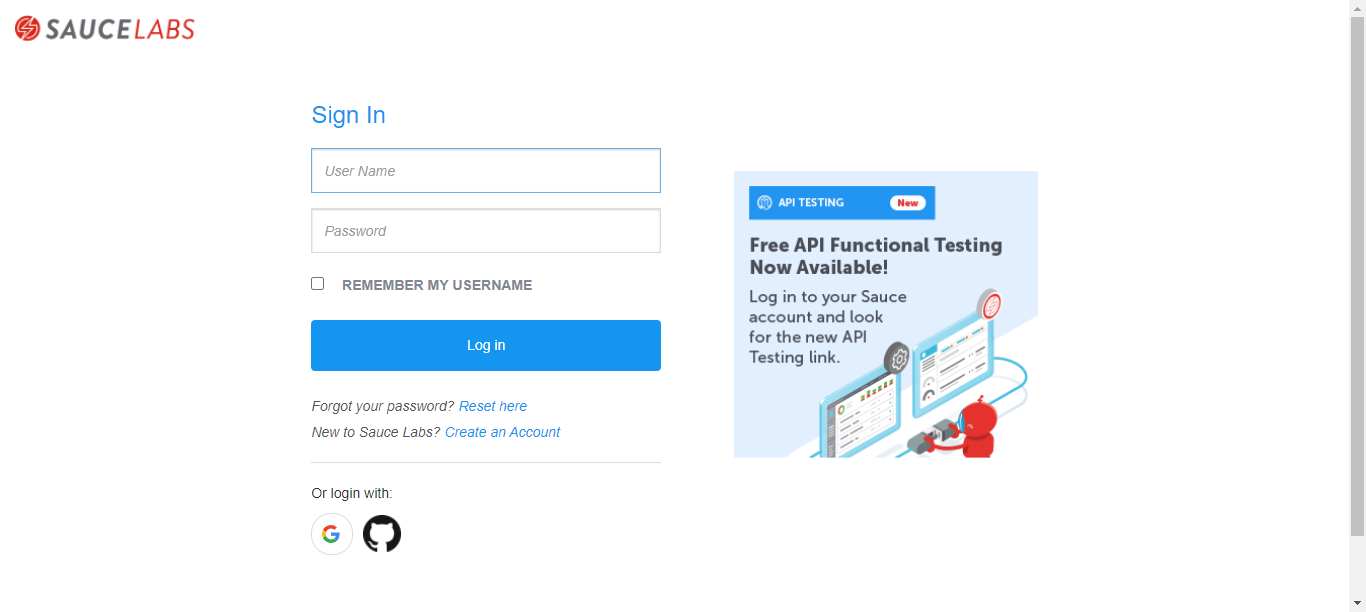 SAUCELABS
Sign In
User Name
Password
REMEMBER MY USERNAME
Log in
Forgot your password? Reset here
New to Sauce Labs? Create an Account
Or login with:
API TESTING New
Free API Functional Testing
Now Available!
Log in to your Sauce
account and look
for the new API
Testing link.